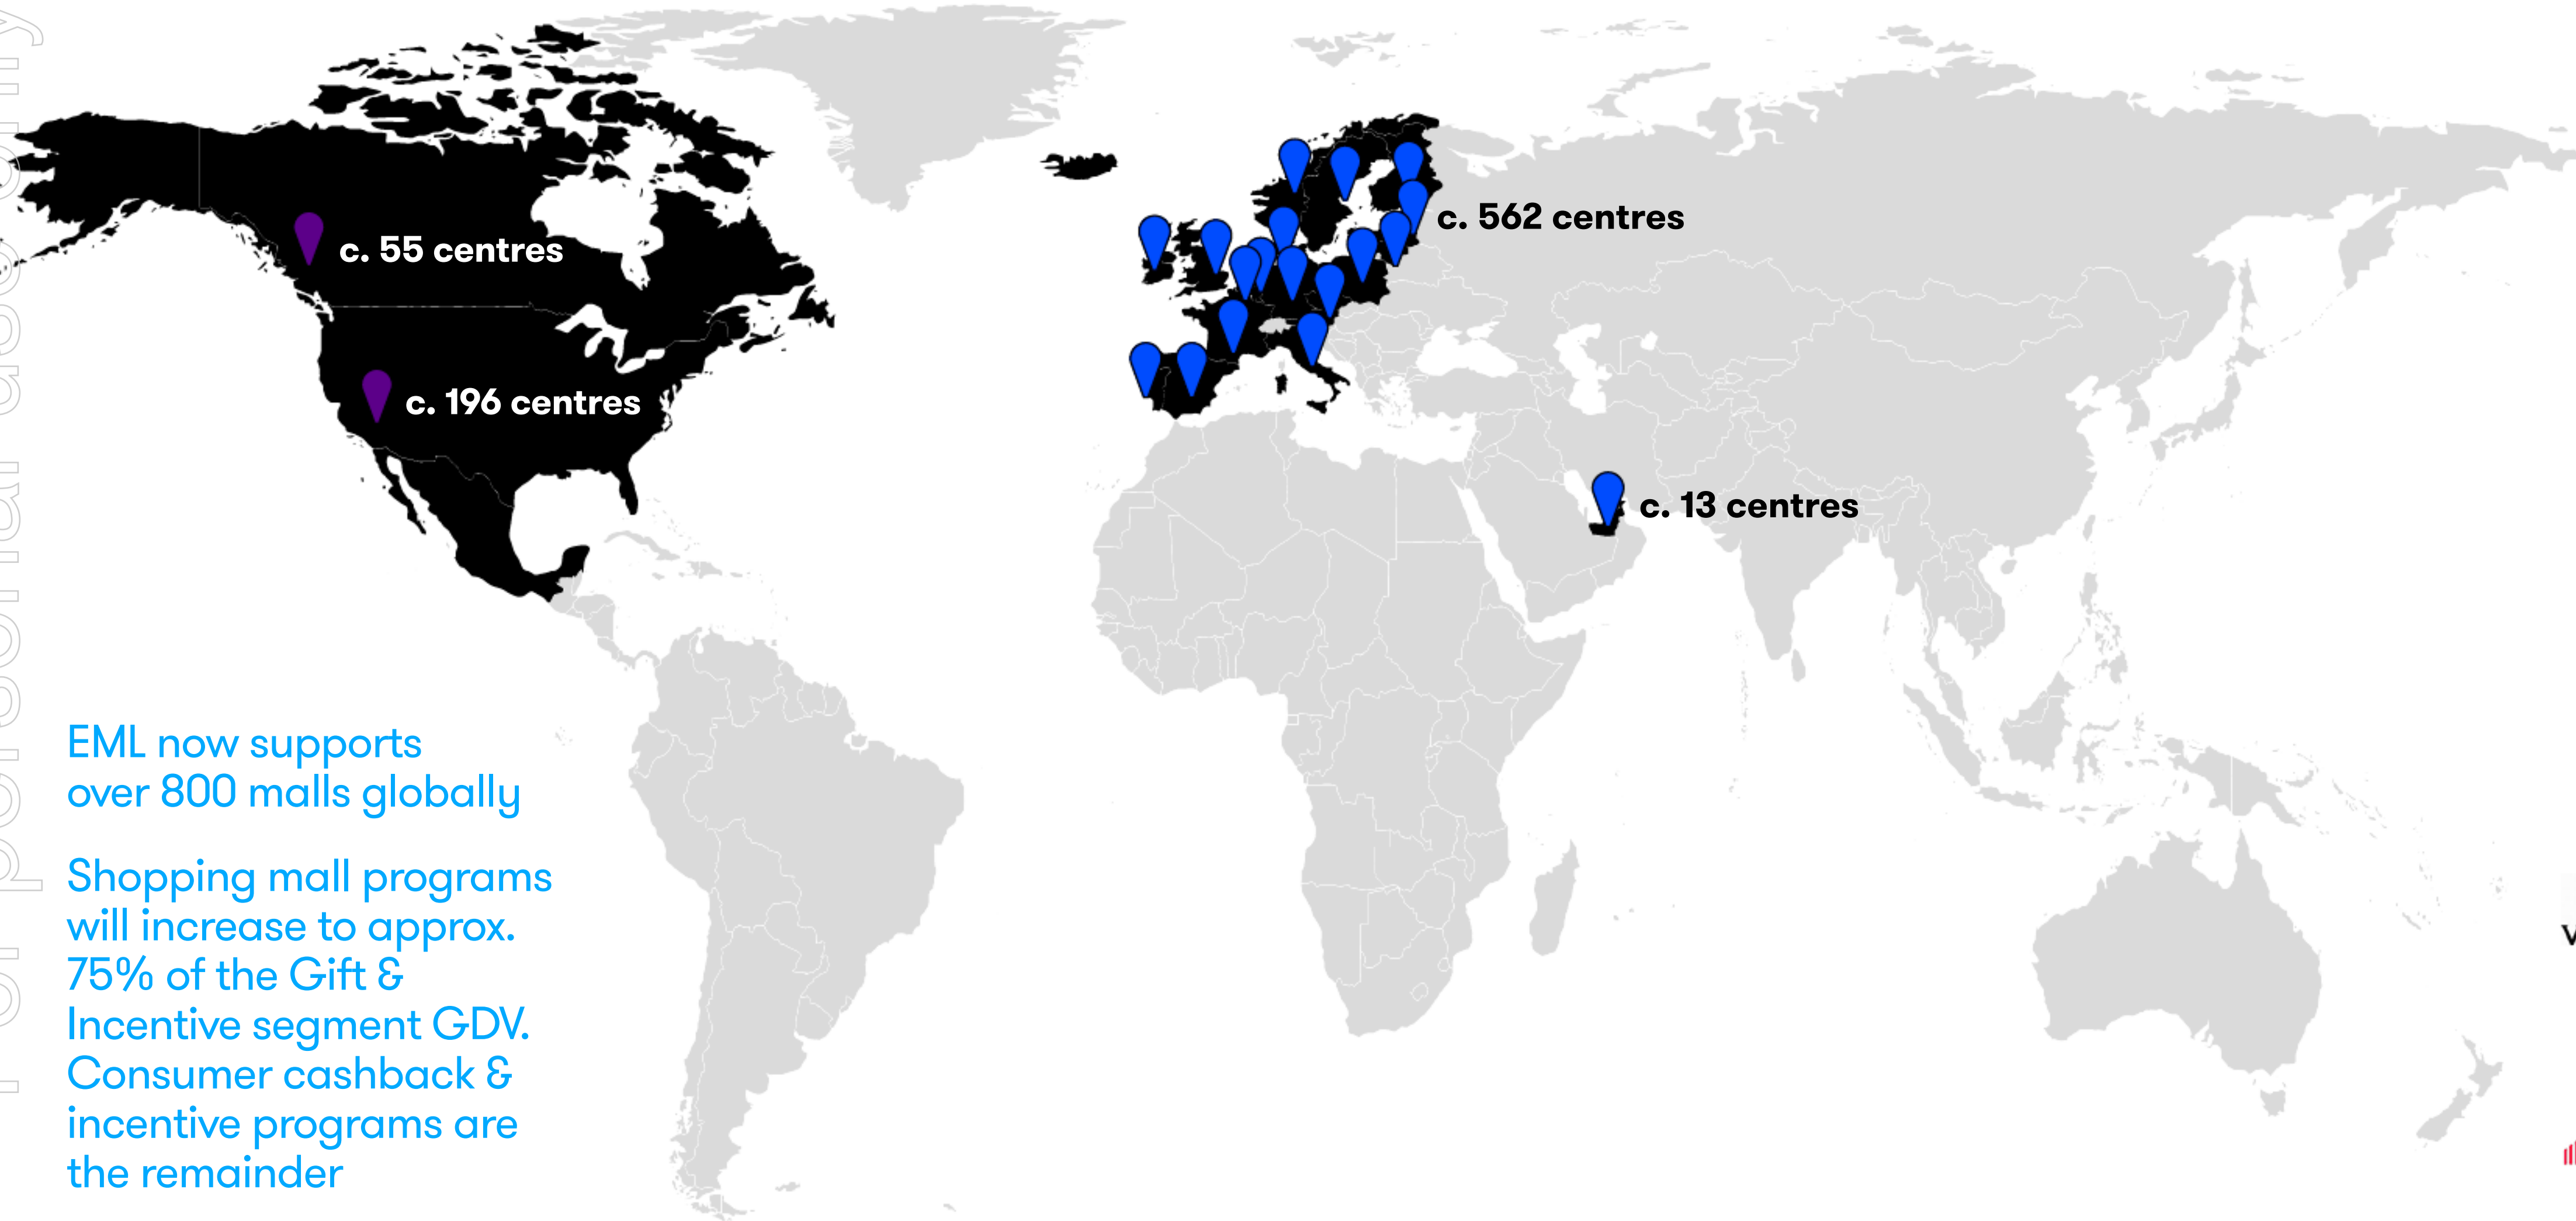 c. 55 centres
c. 562 centres
c. 196 centres
c. 13 centres
EML now supports
over 800 malls globally
Shopping mall programs
will increase to approx.
75% of the Gift &
Incentive segment GDV.
Consumer cashback &
incentive programs are
the remainder